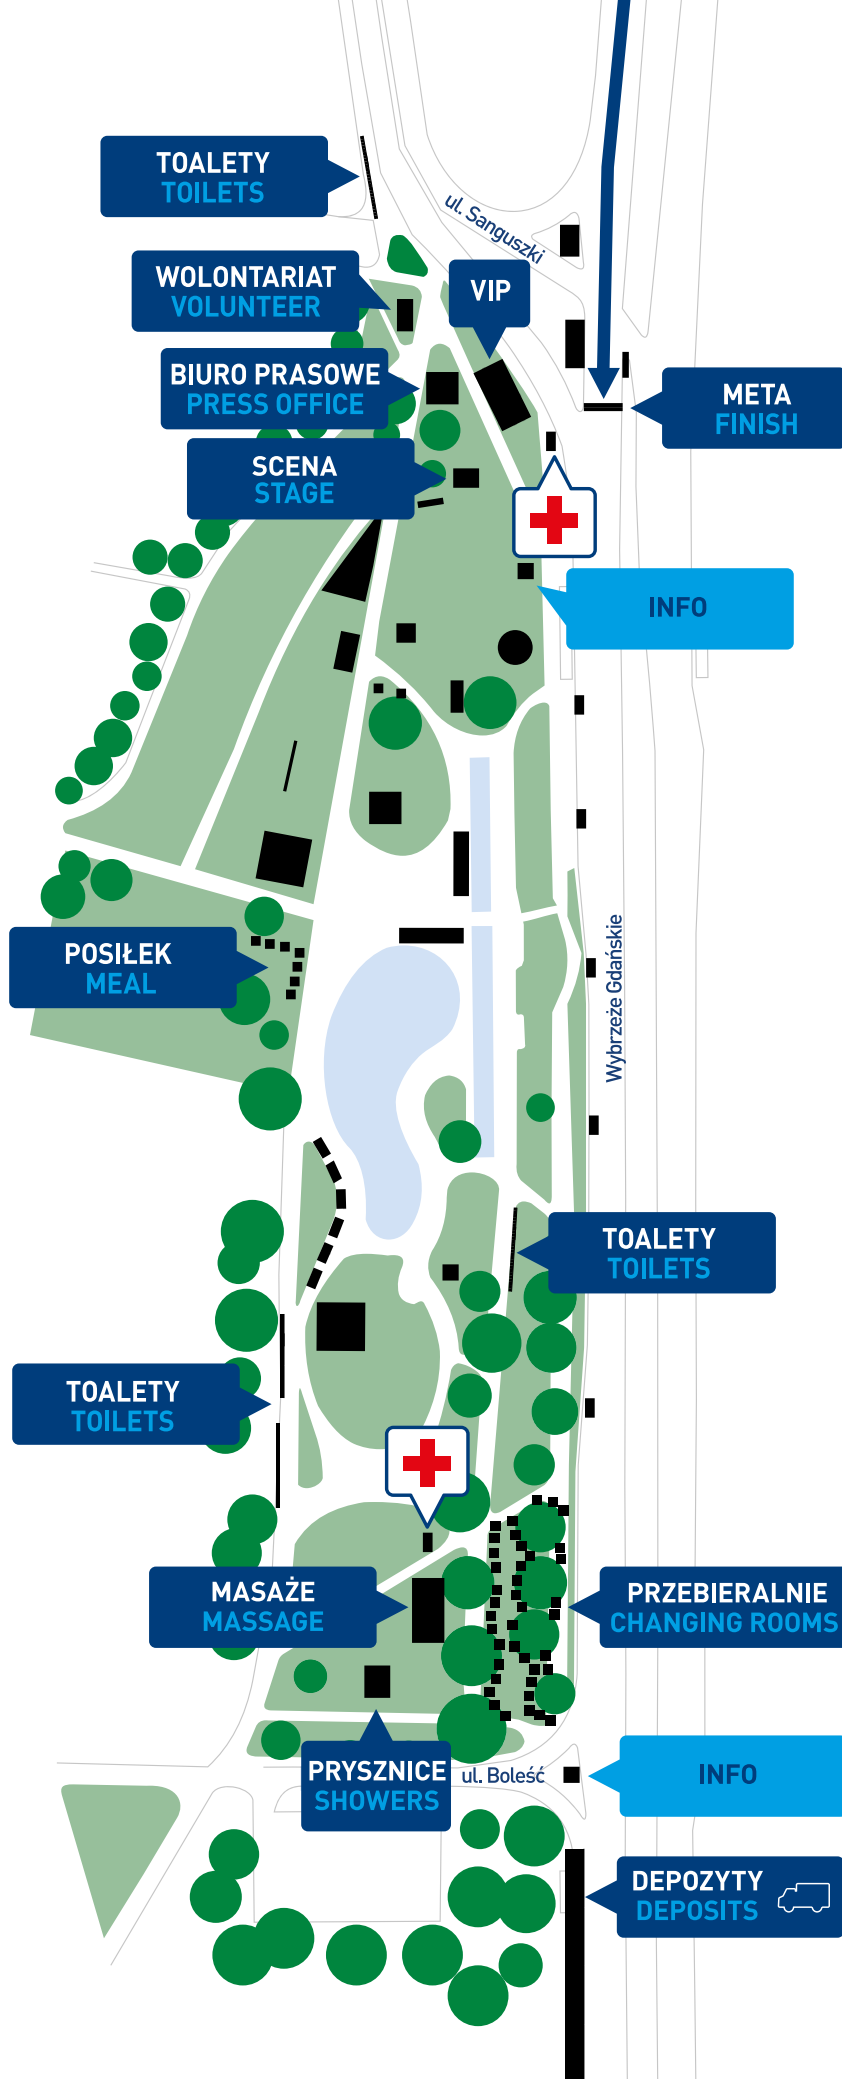 TOALETY
TOILETS
ul. Sanguszki
WOLONTARIAT
VOLUNTEER
VIP
BIURO PRASOWE
PRESS OFFICE
META
FINISH
SCENA
STAGE
INFO
Wybrzeże Gdańskie
POSIŁEK
MEAL
TOALETY
TOILETS
TOALETY
TOILETS
MASAŻE
MASSAGE
PRZEBIERALNIE
CHANGING ROOMS
PRYSZNICE
SHOWERS
ul. Boleść
INFO
DEPOZYTY
DEPOSITS